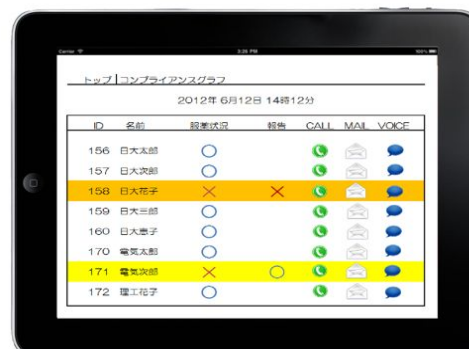 Carrier 2:36 PM 100%
トップ コンプライアンスグラフ
2012年 6月12日 14時12分
ID 名前 服薬状況 報告 CALL MAIL VOICE
156 日大太郎 ○
157 日大次郎 ○
158 日大花子 × ×
159 日大三郎 ○
160 日大恵子 ○
170 電気太郎 ○
171 電気次郎 × ○
172 理工花子 ○